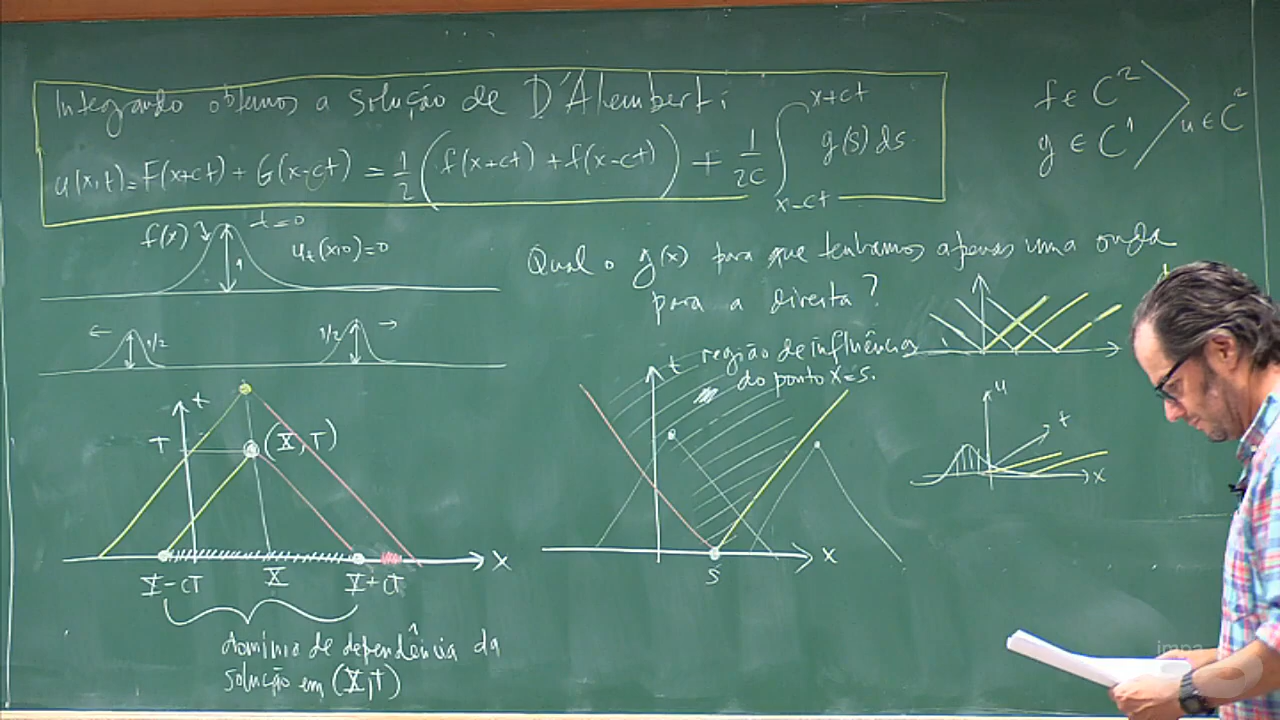 Integrando obtemos a solução de D'Alembert:
u(x,t)=F(x+ct)+G(x-ct) = 1/2 (f(x+ct)+f(x-ct)) + 1/2c ∫_{x-ct}^{x+ct} g(s)ds.
f ∈ C²
g ∈ C¹
u ∈ C²
f(x)
t=0
u_t(x,0)=0
1
Qual o g(x) para que tenhamos apenas uma onda
para a direita?
1/2
1/2
t
região de influência
do ponto x=s.
x
s
u
t
x
t
T
(X,T)
x
X-cT
X
X+cT
domínio de dependência da
solução em (X,T)
impa